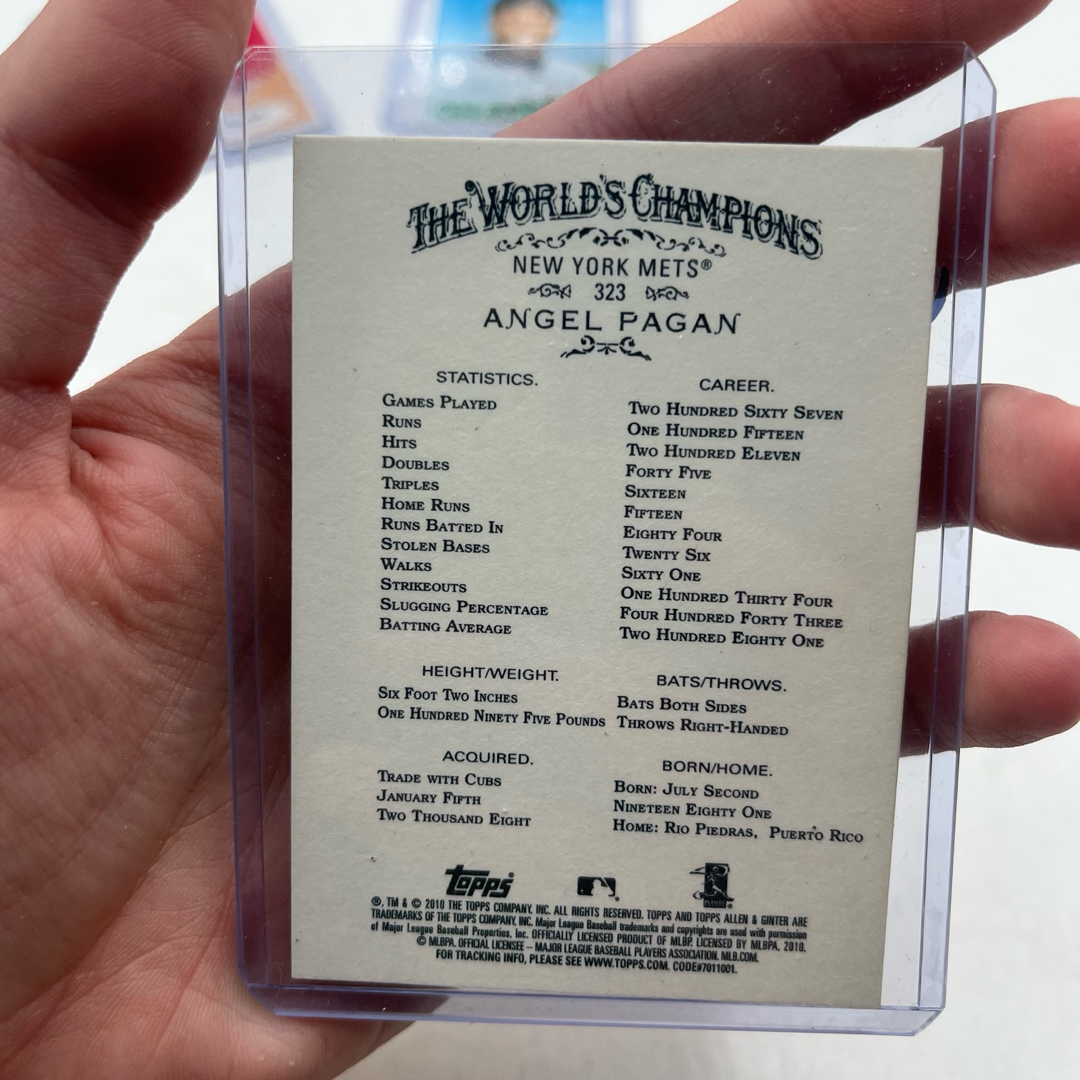 THE WORLD'S CHAMPIONS
NEW YORK METS®
323
ANGEL PAGAN
STATISTICS. CAREER.
GAMES PLAYED TWO HUNDRED SIXTY SEVEN
RUNS ONE HUNDRED FIFTEEN
HITS TWO HUNDRED ELEVEN
DOUBLES FORTY FIVE
TRIPLES SIXTEEN
HOME RUNS FIFTEEN
RUNS BATTED IN EIGHTY FOUR
STOLEN BASES TWENTY SIX
WALKS SIXTY ONE
STRIKEOUTS ONE HUNDRED THIRTY FOUR
SLUGGING PERCENTAGE FOUR HUNDRED FORTY THREE
BATTING AVERAGE TWO HUNDRED EIGHTY ONE
HEIGHT/WEIGHT. BATS/THROWS.
SIX FOOT TWO INCHES BATS BOTH SIDES
ONE HUNDRED NINETY FIVE POUNDS THROWS RIGHT-HANDED
ACQUIRED. BORN/HOME.
TRADE WITH CUBS BORN: JULY SECOND
JANUARY FIFTH NINETEEN EIGHTY ONE
TWO THOUSAND EIGHT HOME: RIO PIEDRAS, PUERTO RICO
Topps
®, TM & © 2010 THE TOPPS COMPANY, INC. ALL RIGHTS RESERVED. TOPPS AND TOPPS ALLEN & GINTER ARE
TRADEMARKS OF THE TOPPS COMPANY, INC. Major League Baseball trademarks and copyrights are used with permission
of Major League Baseball Properties, Inc. OFFICIALLY LICENSED PRODUCT OF MLBP. LICENSED BY MLBPA, 2010.
© MLBPA. OFFICIAL LICENSEE – MAJOR LEAGUE BASEBALL PLAYERS ASSOCIATION. MLB.COM.
FOR TRACKING INFO, PLEASE SEE WWW.TOPPS.COM. CODE#7011001.